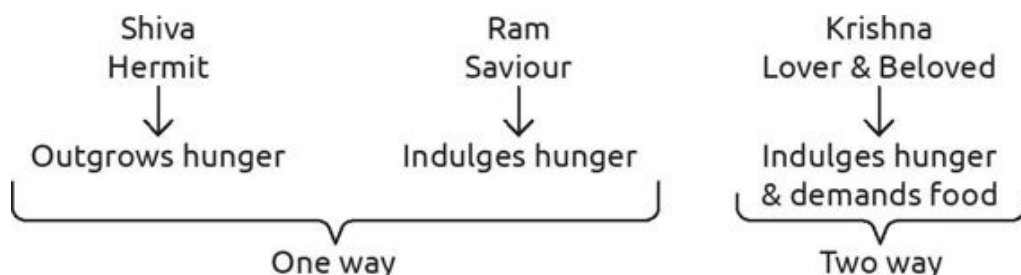 Shiva
Hermit
Outgrows hunger
Ram
Saviour
Indulges hunger
One way
Krishna
Lover & Beloved
Indulges hunger
& demands food
Two way